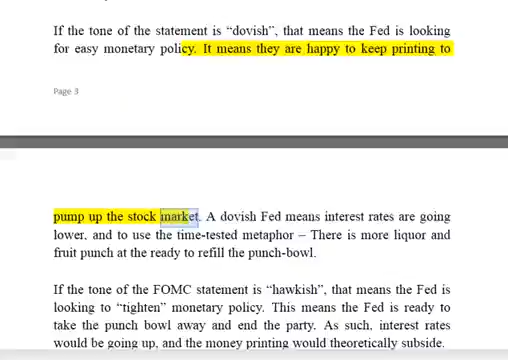 If the tone of the statement is “dovish”, that means the Fed is looking
for easy monetary policy. It means they are happy to keep printing to
Page 3
pump up the stock market. A dovish Fed means interest rates are going
lower, and to use the time-tested metaphor – There is more liquor and
fruit punch at the ready to refill the punch-bowl.
If the tone of the FOMC statement is “hawkish”, that means the Fed is
looking to “tighten” monetary policy. This means the Fed is ready to
take the punch bowl away and end the party. As such, interest rates
would be going up, and the money printing would theoretically subside.